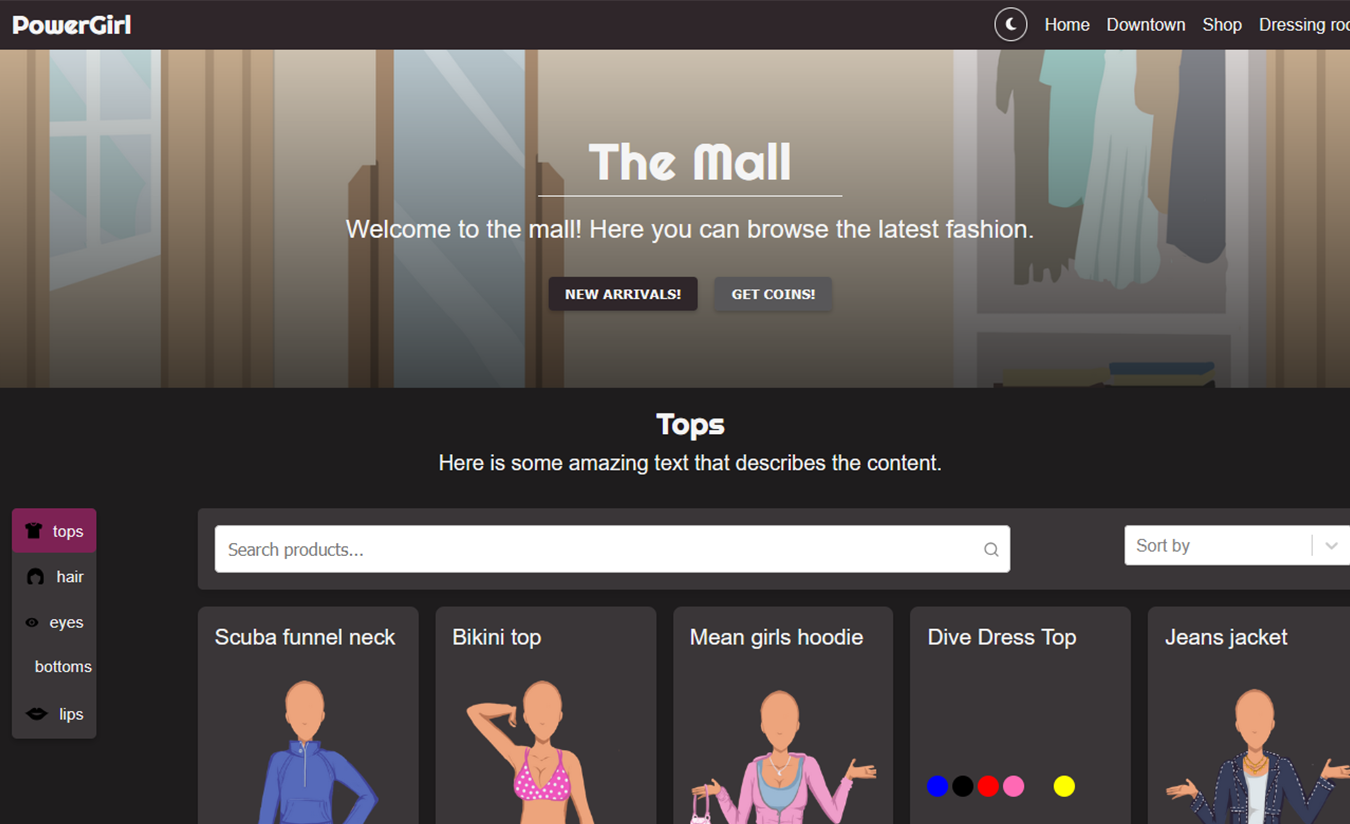 PowerGirl
Home Downtown Shop Dressing roo
The Mall
Welcome to the mall! Here you can browse the latest fashion.
NEW ARRIVALS! GET COINS!
Tops
Here is some amazing text that describes the content.
tops
hair
eyes
bottoms
lips
Search products...
Sort by
Scuba funnel neck
Bikini top
Mean girls hoodie
Dive Dress Top
Jeans jacket